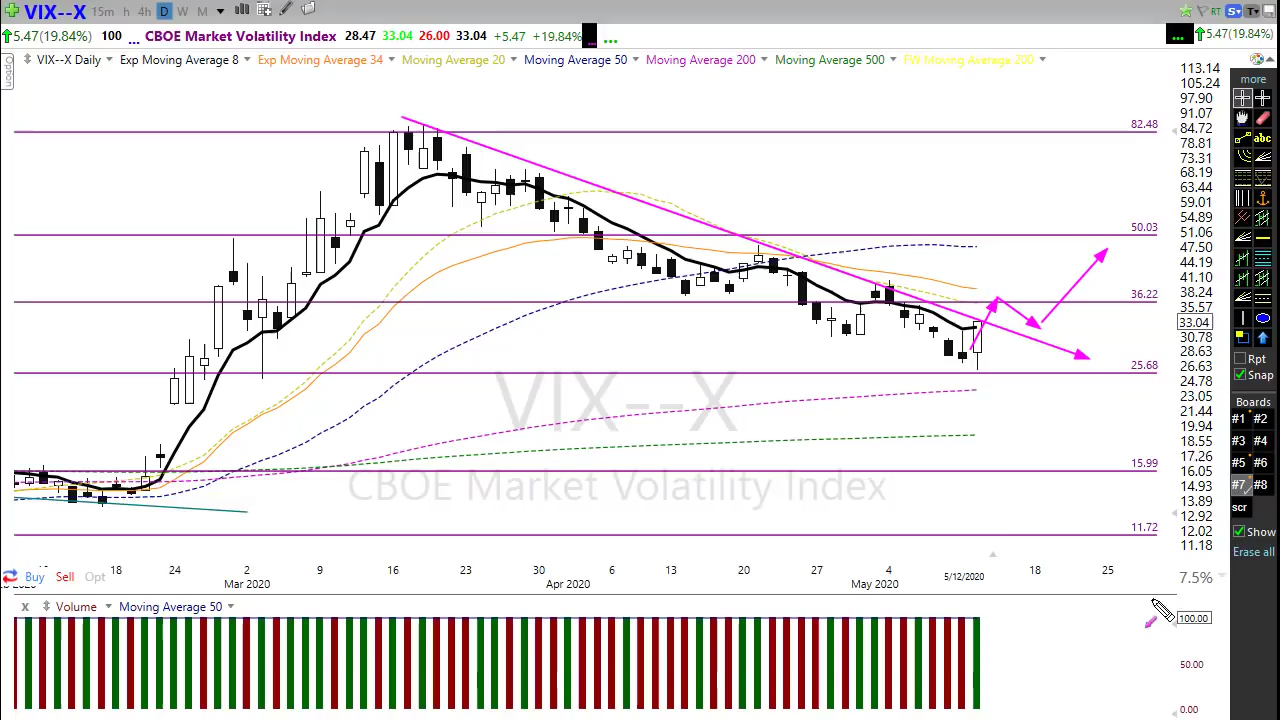 VIX--X 15m h 4h D W M RT S T
5.47(19.84%) 100 ... CBOE Market Volatility Index 28.47 33.04 26.00 33.04 +5.47 +19.84% ... ... ... 5.47(19.84%)
Option
VIX--X Daily Exp Moving Average 8 Exp Moving Average 34 Moving Average 20 Moving Average 50 Moving Average 200 Moving Average 500 FW Moving Average 200
113.14
105.24
97.90
91.07
84.72
78.81
73.31
68.19
63.44
59.01
54.89
51.06
47.50
44.19
41.10
38.24
35.57
33.04
30.78
28.63
26.63
24.78
23.05
21.44
19.94
18.55
17.26
16.05
14.93
13.89
12.92
12.02
11.18
82.48
50.03
36.22
25.68
15.99
11.72
VIX--X
CBOE Market Volatility Index
18 24 2 9 16 23 30 6 13 20 27 4 5/12/2020 18 25
Mar 2020 Apr 2020 May 2020
Buy Sell Opt
7.5%
x Volume Moving Average 50
100.00
50.00
0.00
more
abc
Rpt
Snap
Boards
#1 #2
#3 #4
#5 #6
#7 #8
scr
Show
Erase all